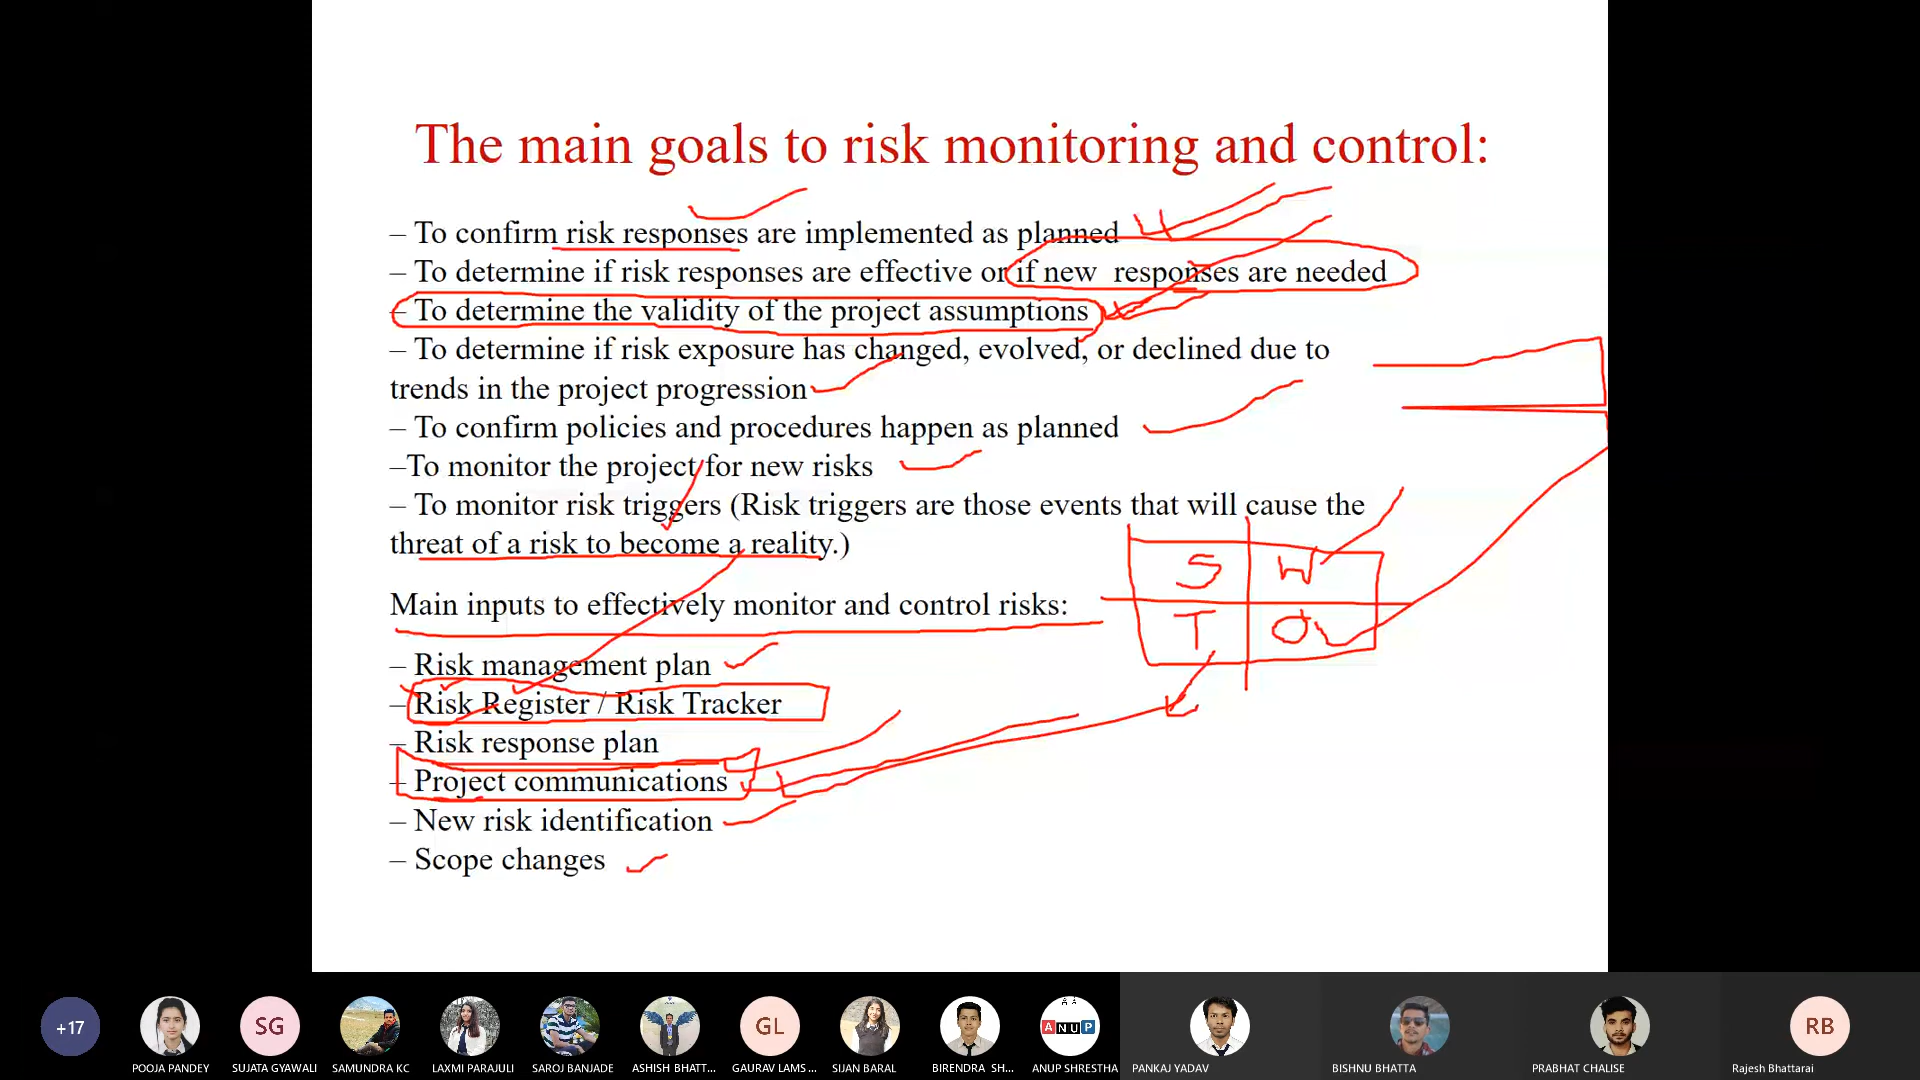 The main goals to risk monitoring and control:
– To confirm risk responses are implemented as planned
– To determine if risk responses are effective or if new responses are needed
– To determine the validity of the project assumptions
– To determine if risk exposure has changed, evolved, or declined due to
trends in the project progression
– To confirm policies and procedures happen as planned
–To monitor the project for new risks
– To monitor risk triggers (Risk triggers are those events that will cause the
threat of a risk to become a reality.)
S W
T O
Main inputs to effectively monitor and control risks:
– Risk management plan
– Risk Register / Risk Tracker
– Risk response plan
– Project communications
– New risk identification
– Scope changes
+17 SG GL ANUP RB
POOJA PANDEY SUJATA GYAWALI SAMUNDRA KC LAXMI PARAJULI SAROJ BANJADE ASHISH BHATT... GAURAV LAMS... SIJAN BARAL BIRENDRA SH... ANUP SHRESTHA PANKAJ YADAV BISHNU BHATTA PRABHAT CHALISE Rajesh Bhattarai